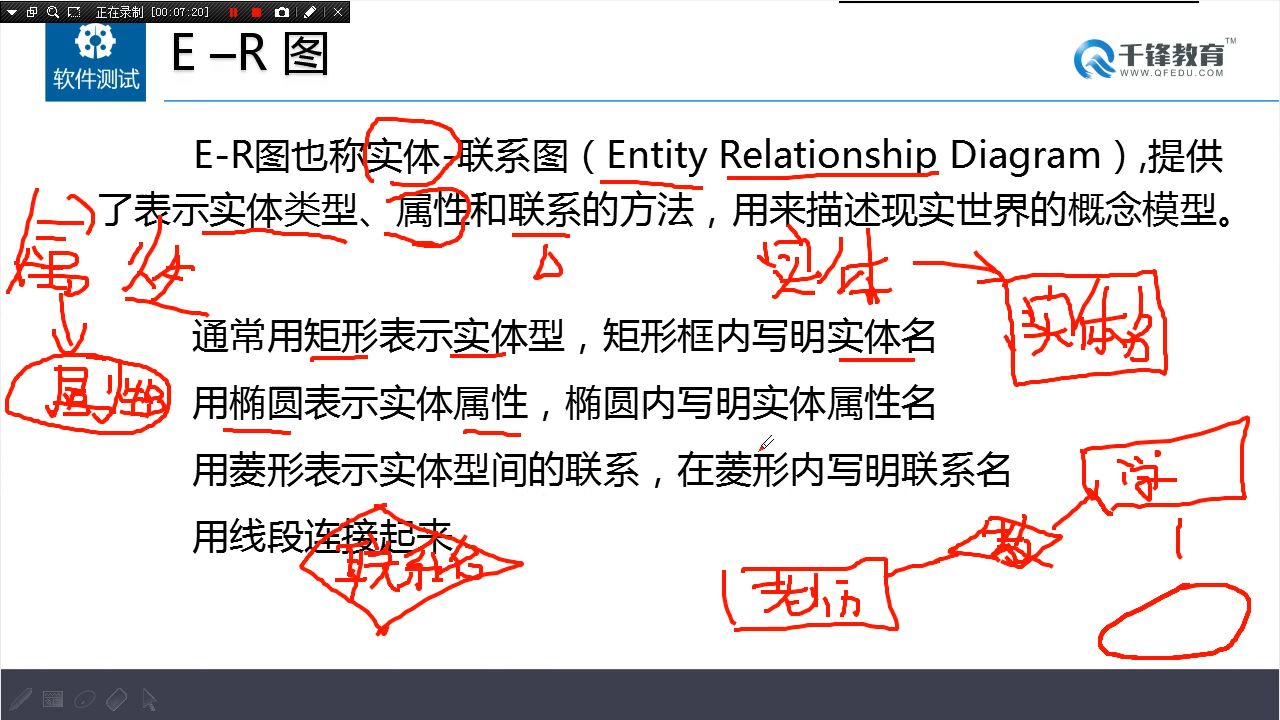 正在录制 [00:07:20]
软件测试
E –R 图
千锋教育™
WWW.QFEDU.COM
E-R图也称实体-联系图（Entity Relationship Diagram）,提供
了表示实体类型、属性和联系的方法，用来描述现实世界的概念模型。
实体
实体名
通常用矩形表示实体型，矩形框内写明实体名
用椭圆表示实体属性，椭圆内写明实体属性名
用菱形表示实体型间的联系，在菱形内写明联系名
学
用线段连接起来
联系名
教
老师